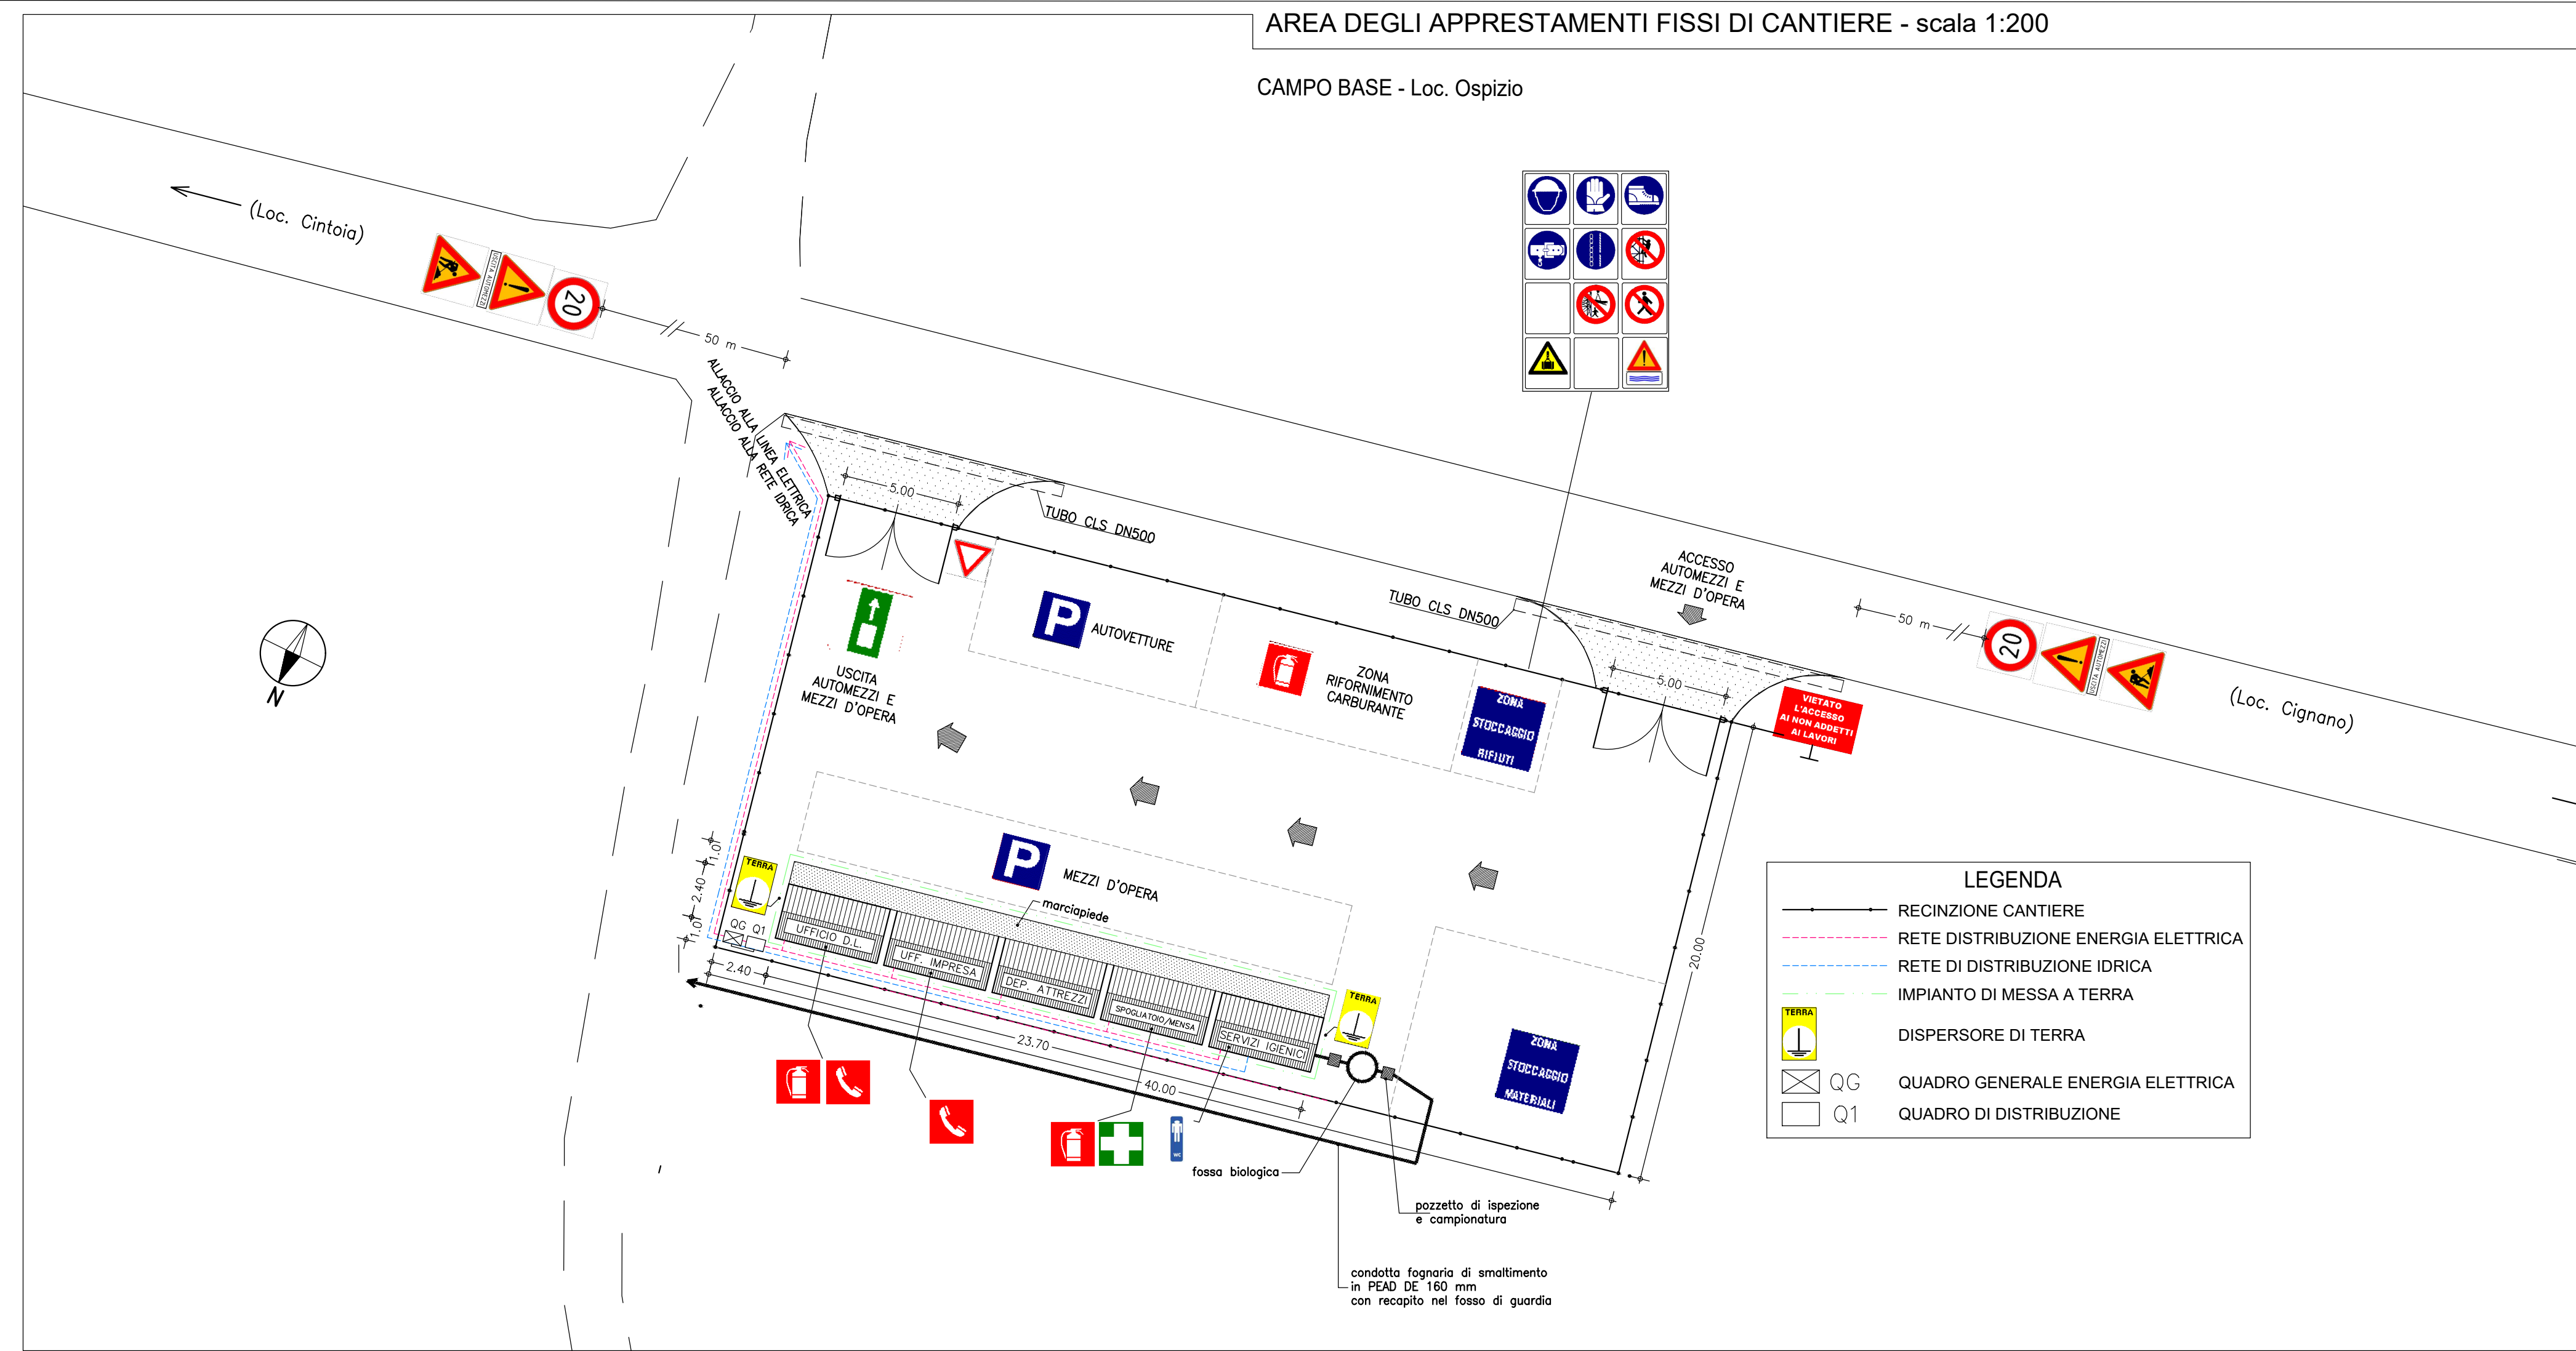 AREA DEGLI APPRESTAMENTI FISSI DI CANTIERE - scala 1:200
CAMPO BASE - Loc. Ospizio
(Loc. Cintoia)
USCITA AUTOMEZZI
20
50 m
ALLACCIO ALLA LINEA ELETTRICA
ALLACCIO ALLA RETE IDRICA
5.00
TUBO CLS DN500
TUBO CLS DN500
ACCESSO
AUTOMEZZI E
MEZZI D'OPERA
5.00
50 m
20
USCITA AUTOMEZZI
(Loc. Cignano)
VIETATO
L'ACCESSO
AI NON ADDETTI
AI LAVORI
P
AUTOVETTURE
ZONA
RIFORNIMENTO
CARBURANTE
ZONA
STOCCAGGIO
RIFIUTI
USCITA
AUTOMEZZI E
MEZZI D'OPERA
N
P
MEZZI D'OPERA
marciapiede
1.0
2.40
1.0
TERRA
QG Q1
UFFICIO D.L.
UFF. IMPRESA
DEP. ATTREZZI
SPOGLIATOIO/MENSA
SERVIZI IGIENICI
TERRA
2.40
23.70
40.00
20.00
ZONA
STOCCAGGIO
MATERIALI
WC
fossa biologica
pozzetto di ispezione
e campionatura
condotta fognaria di smaltimento
in PEAD DE 160 mm
con recapito nel fosso di guardia
LEGENDA
RECINZIONE CANTIERE
RETE DISTRIBUZIONE ENERGIA ELETTRICA
RETE DI DISTRIBUZIONE IDRICA
IMPIANTO DI MESSA A TERRA
TERRA
DISPERSORE DI TERRA
QG QUADRO GENERALE ENERGIA ELETTRICA
Q1 QUADRO DI DISTRIBUZIONE